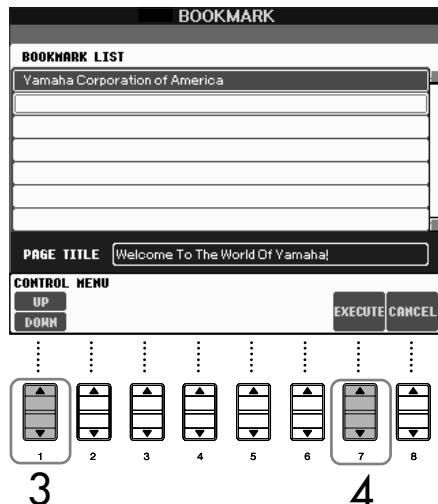 BOOKMARK
BOOKMARK LIST
Yamaha Corporation of America
PAGE TITLE Welcome To The World Of Yamaha!
CONTROL MENU
UP
DOWN
EXECUTE CANCEL
1 2 3 4 5 6 7 8
3 4